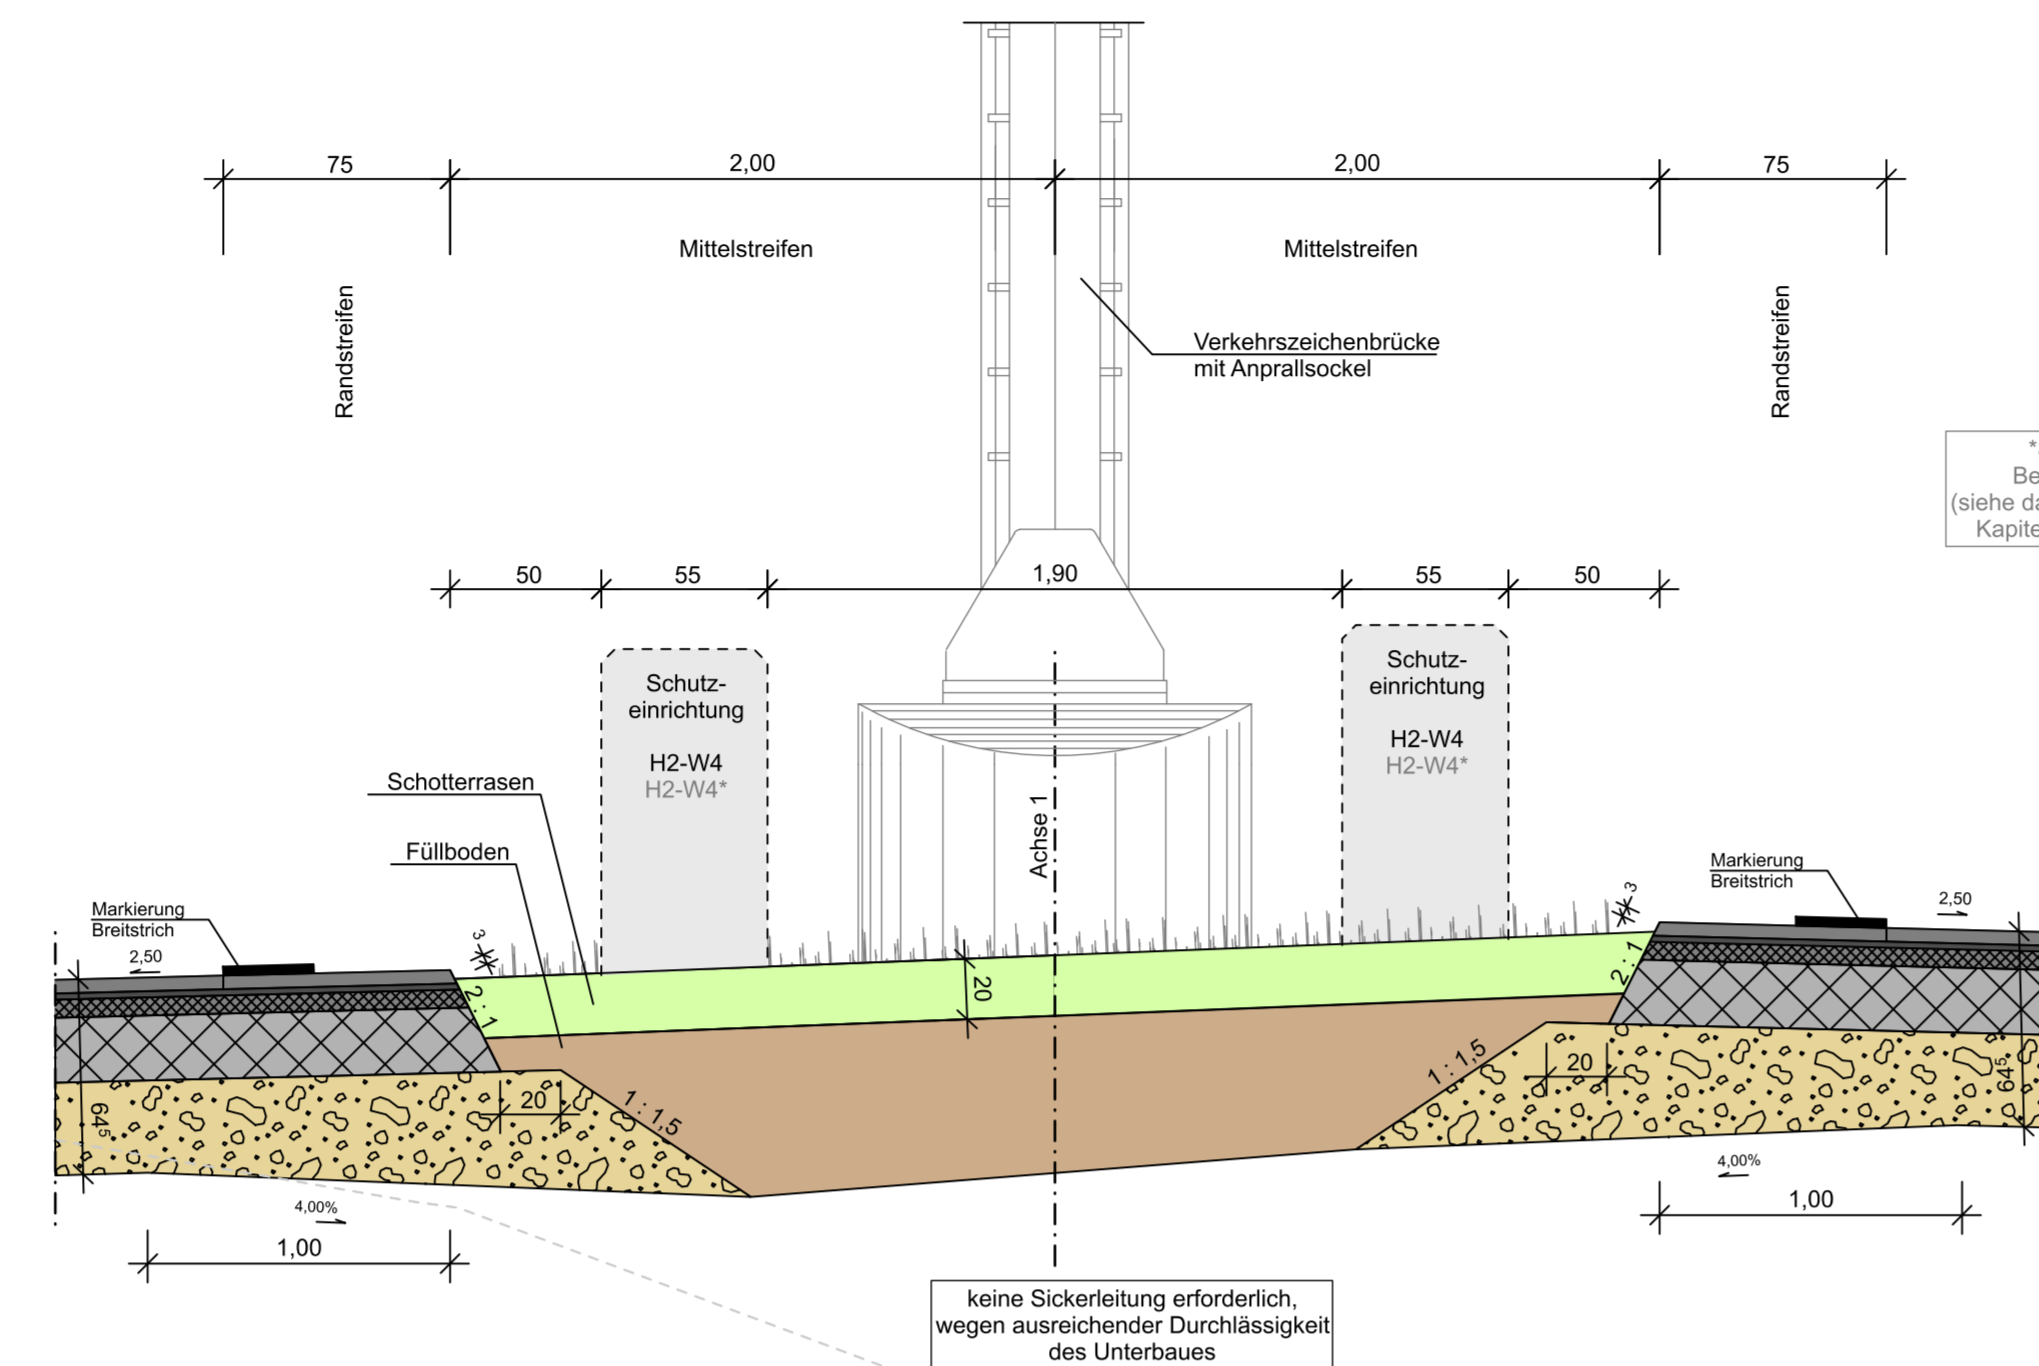 75
2,00
2,00
75
Mittelstreifen
Mittelstreifen
Randstreifen
Randstreifen
Verkehrszeichenbrücke
mit Anprallsockel
Be
(siehe da
Kapite
50
55
1,90
55
50
Schutz-
einrichtung
H2-W4
H2-W4*
Schutz-
einrichtung
H2-W4
H2-W4*
Schotterrasen
Füllboden
Achse 1
Markierung
Breitstrich
2,50
3
Markierung
Breitstrich
2,50
3
2 : 1
20
2 : 1
64⁵
20
1 : 1,5
1 : 1,5
20
64⁵
4,00%
1,00
4,00%
1,00
keine Sickerleitung erforderlich,
wegen ausreichender Durchlässigkeit
des Unterbaues